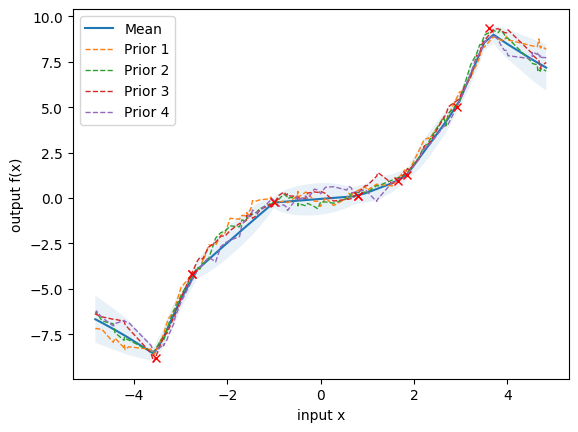 10.0
7.5
5.0
2.5
0.0
−2.5
−5.0
−7.5
output f(x)
Mean
Prior 1
Prior 2
Prior 3
Prior 4
−4
−2
0
2
4
input x